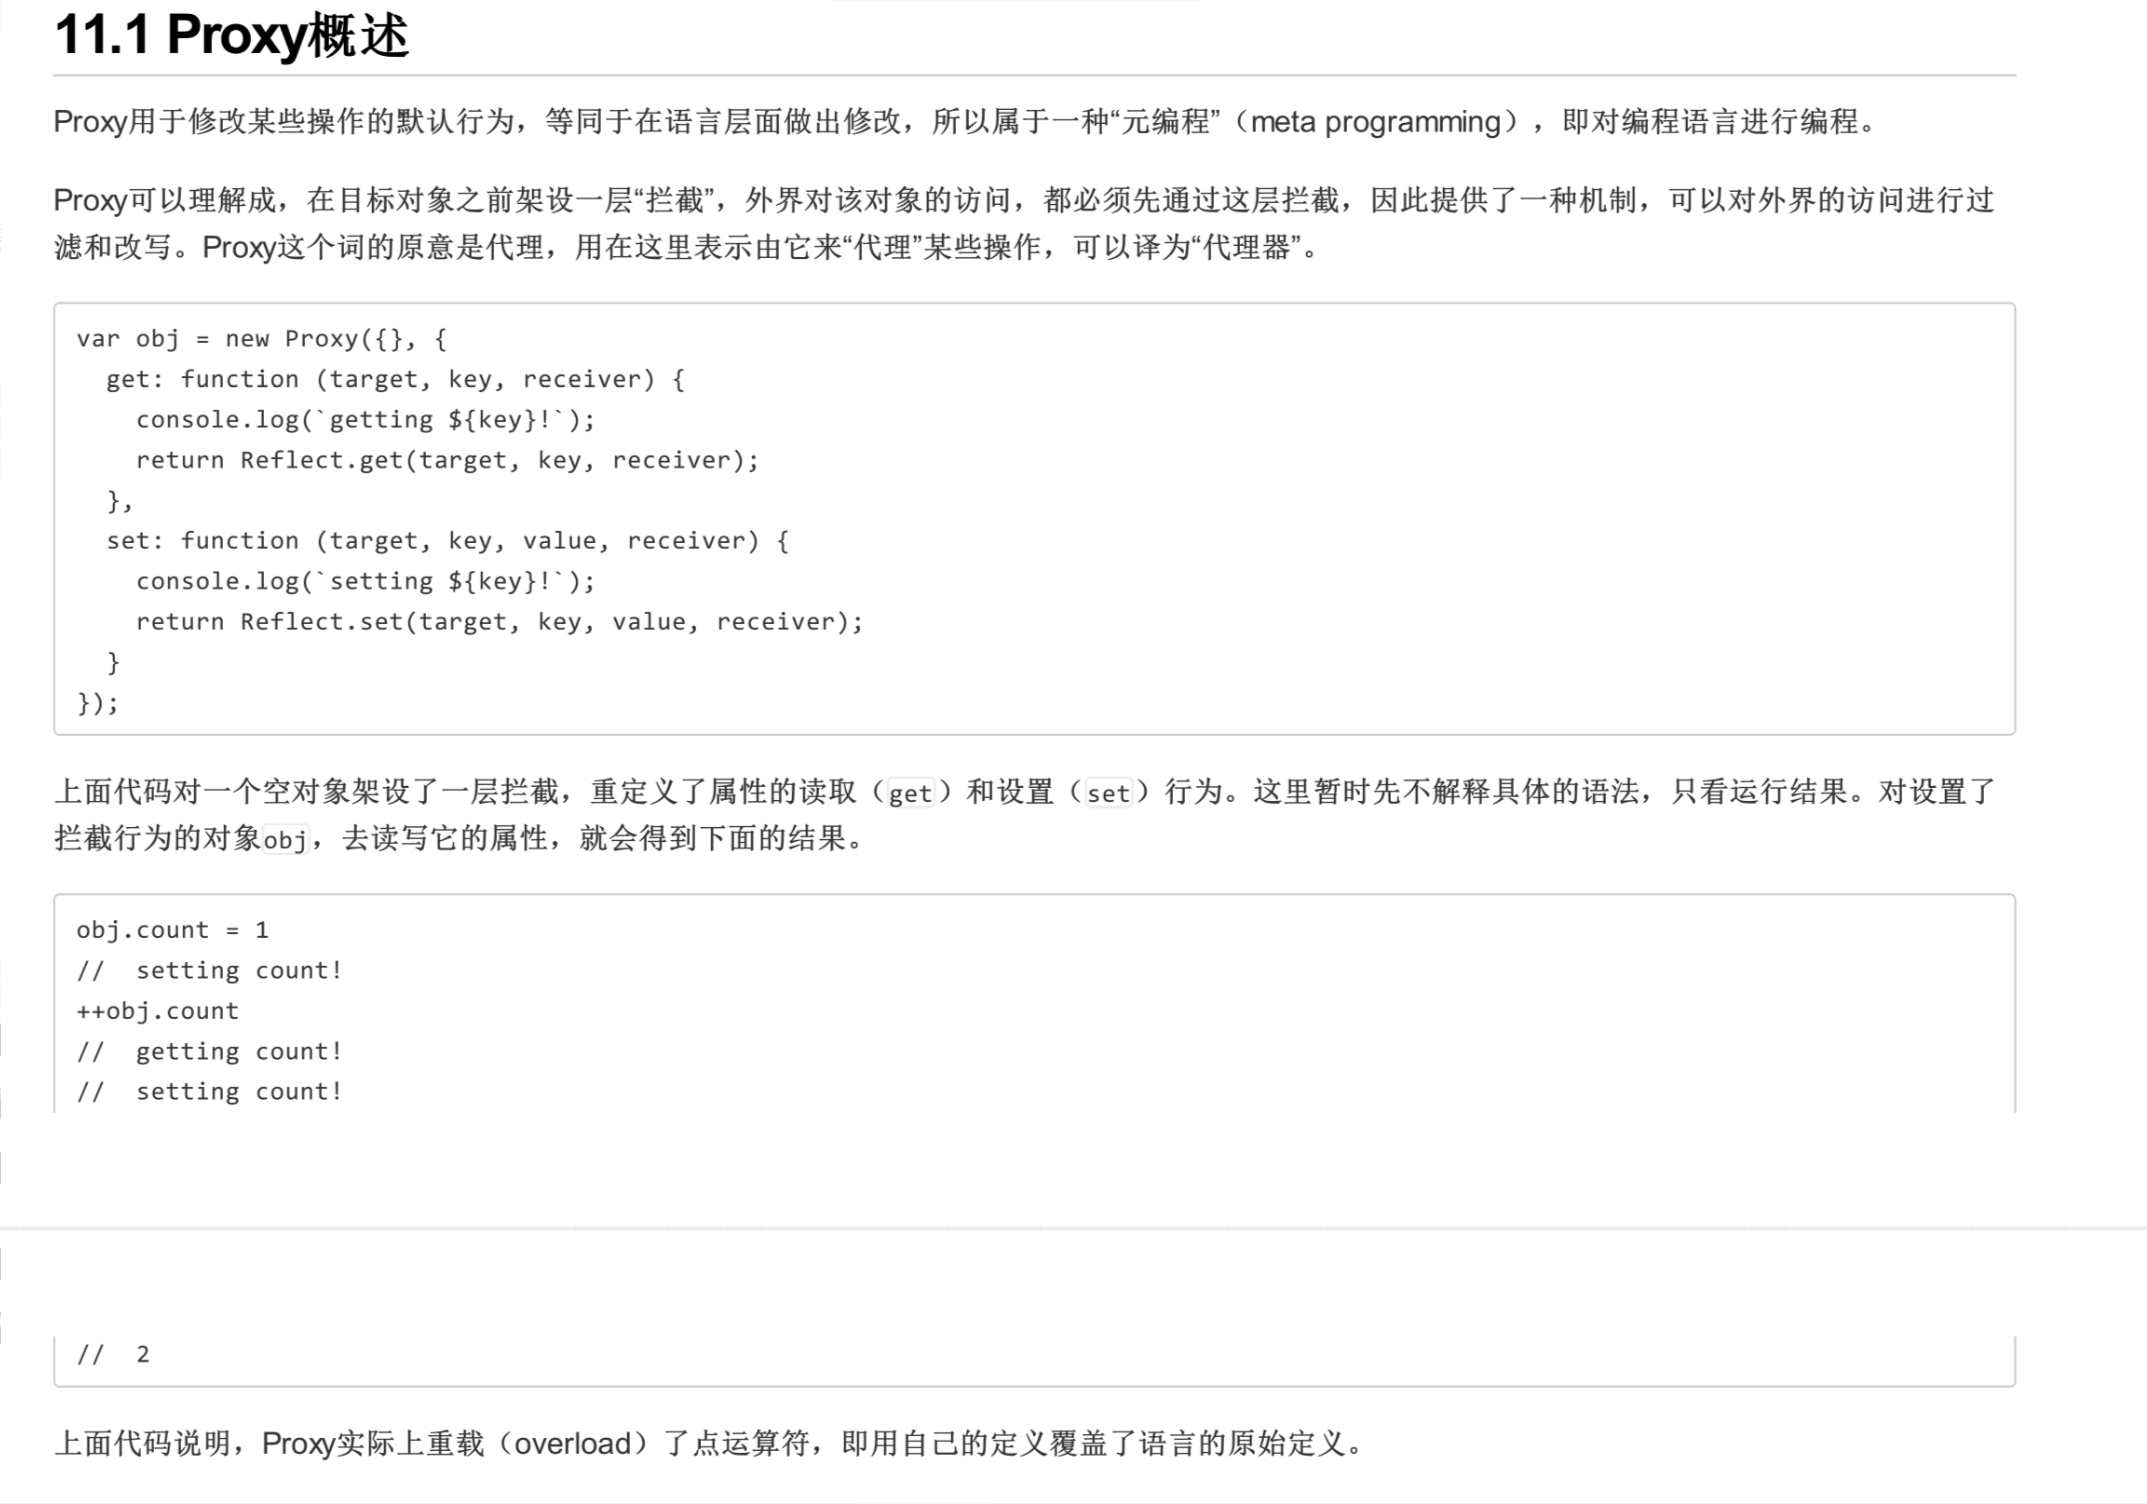 11.1 Proxy概述
Proxy用于修改某些操作的默认行为，等同于在语言层面做出修改，所以属于一种“元编程”（meta programming），即对编程语言进行编程。
Proxy可以理解成，在目标对象之前架设一层“拦截”，外界对该对象的访问，都必须先通过这层拦截，因此提供了一种机制，可以对外界的访问进行过
滤和改写。Proxy这个词的原意是代理，用在这里表示由它来“代理”某些操作，可以译为“代理器”。
var obj = new Proxy({}, {
  get: function (target, key, receiver) {
    console.log(`getting ${key}!`);
    return Reflect.get(target, key, receiver);
  },
  set: function (target, key, value, receiver) {
    console.log(`setting ${key}!`);
    return Reflect.set(target, key, value, receiver);
  }
});
上面代码对一个空对象架设了一层拦截，重定义了属性的读取（get）和设置（set）行为。这里暂时先不解释具体的语法，只看运行结果。对设置了
拦截行为的对象obj，去读写它的属性，就会得到下面的结果。
obj.count = 1
//  setting count!
++obj.count
//  getting count!
//  setting count!
//  2
上面代码说明，Proxy实际上重载（overload）了点运算符，即用自己的定义覆盖了语言的原始定义。